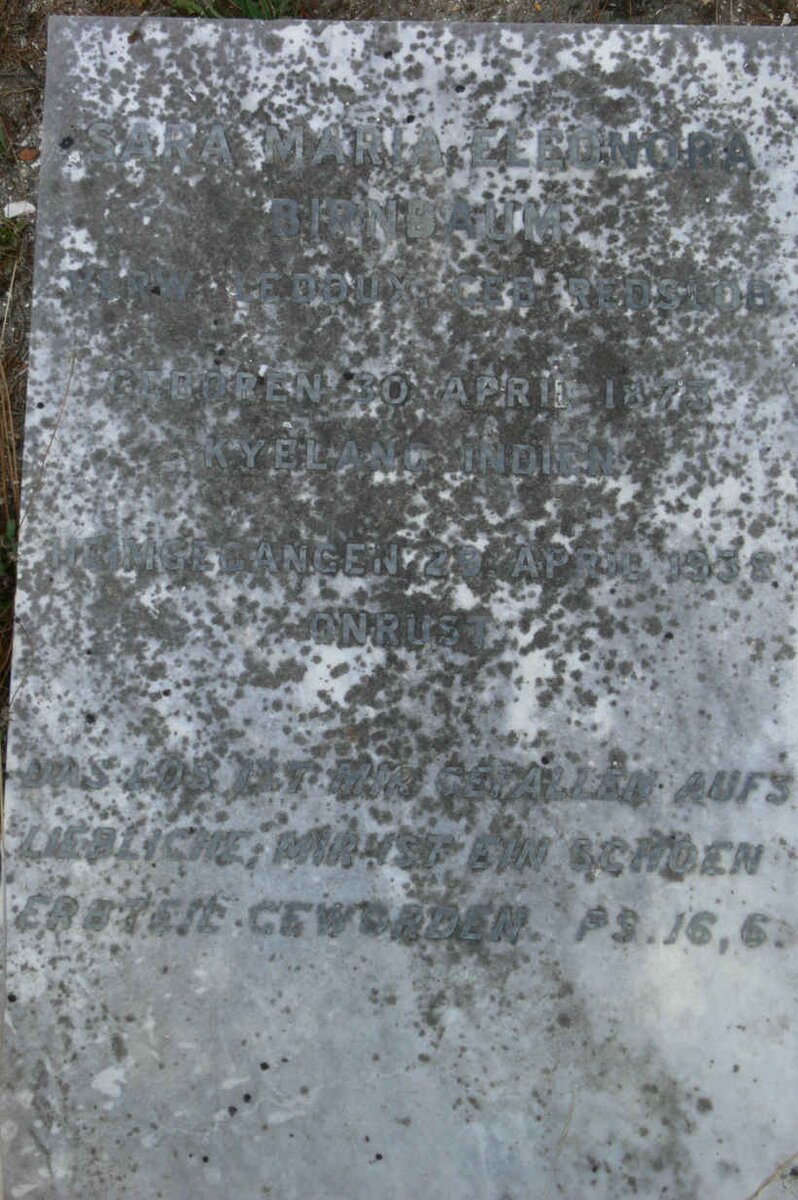 SARA MARIA ELEONORA
BIRNBAUM
VERW. LEDOUX, GEB. REDSLOB
GEBOREN 30 APRIL 1873
KYELANG INDIEN
HEIMGEGANGEN 29. APRIL 1938
ONRUST
DAS LOS IST MIR GEFALLEN AUFS
LIEBLICHE, MIR IST EIN SCHOEN
ERBTEIL GEWORDEN. PS. 16,6.